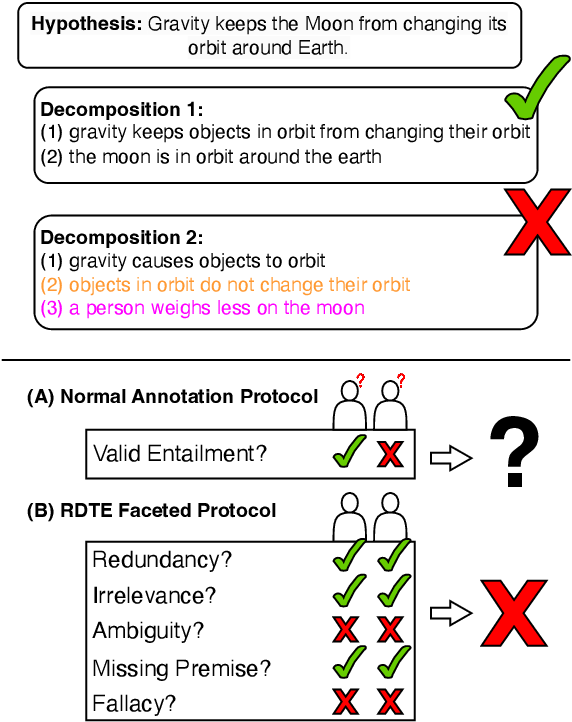 Hypothesis: Gravity keeps the Moon from changing its
orbit around Earth.
Decomposition 1:
(1) gravity keeps objects in orbit from changing their orbit
(2) the moon is in orbit around the earth
Decomposition 2:
(1) gravity causes objects to orbit
(2) objects in orbit do not change their orbit
(3) a person weighs less on the moon
(A) Normal Annotation Protocol
? ?
Valid Entailment?
?
(B) RDTE Faceted Protocol
Redundancy?
Irrelevance?
Ambiguity?
Missing Premise?
Fallacy?